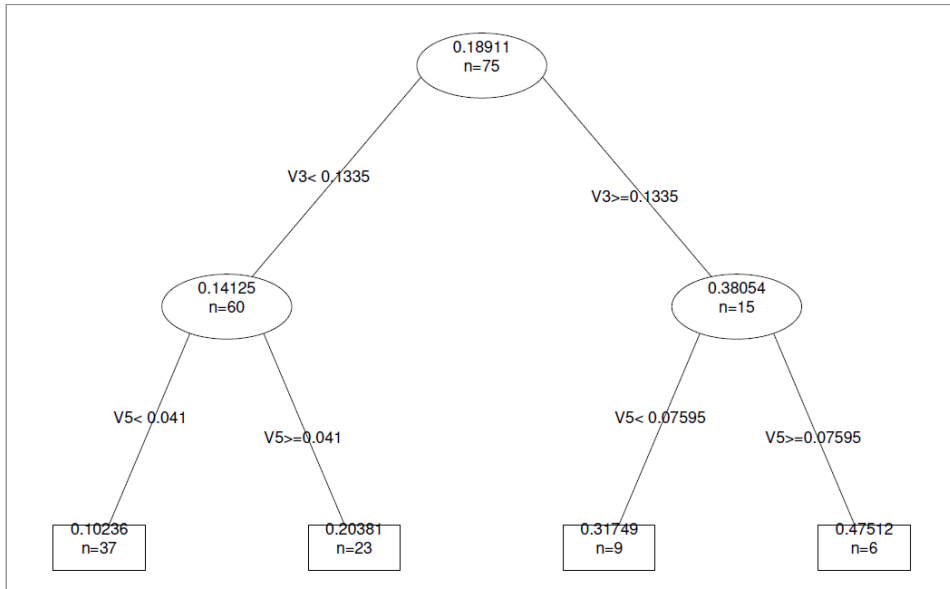 0.18911
n=75
V3< 0.1335
V3>=0.1335
0.14125
n=60
0.38054
n=15
V5< 0.041
V5>=0.041
V5< 0.07595
V5>=0.07595
0.10236
n=37
0.20381
n=23
0.31749
n=9
0.47512
n=6